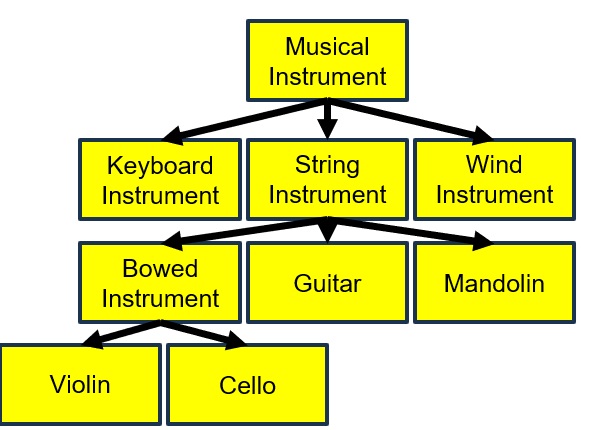 Musical
Instrument
Keyboard
Instrument
String
Instrument
Wind
Instrument
Bowed
Instrument
Guitar
Mandolin
Violin
Cello